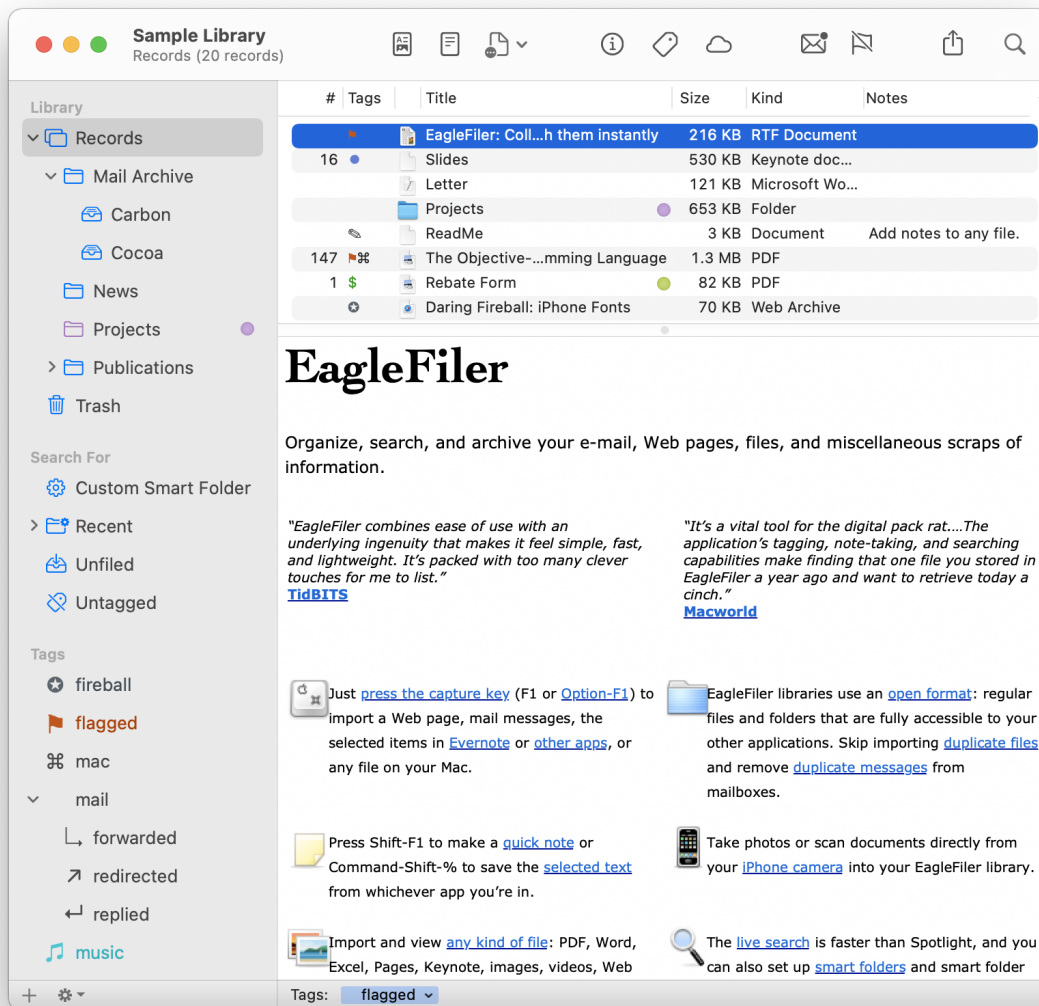 Sample Library
Records (20 records)
Library
Records
Mail Archive
Carbon
Cocoa
News
Projects
Publications
Trash
Search For
Custom Smart Folder
Recent
Unfiled
Untagged
Tags
fireball
flagged
mac
mail
forwarded
redirected
replied
music
# Tags Title Size Kind Notes
EagleFiler: Coll…h them instantly 216 KB RTF Document
16 Slides 530 KB Keynote doc…
Letter 121 KB Microsoft Wo…
Projects 653 KB Folder
ReadMe 3 KB Document Add notes to any file.
147 ⌘ The Objective-…mming Language 1.3 MB PDF
1 $ Rebate Form 82 KB PDF
Daring Fireball: iPhone Fonts 70 KB Web Archive
EagleFiler
Organize, search, and archive your e-mail, Web pages, files, and miscellaneous scraps of
information.
“EagleFiler combines ease of use with an
underlying ingenuity that makes it feel simple, fast,
and lightweight. It’s packed with too many clever
touches for me to list.”
TidBITS
“It’s a vital tool for the digital pack rat.…The
application’s tagging, note-taking, and searching
capabilities make finding that one file you stored in
EagleFiler a year ago and want to retrieve today a
cinch.”
Macworld
Just press the capture key (F1 or Option-F1) to
import a Web page, mail messages, the
selected items in Evernote or other apps, or
any file on your Mac.
EagleFiler libraries use an open format: regular
files and folders that are fully accessible to your
other applications. Skip importing duplicate files
and remove duplicate messages from
mailboxes.
Press Shift-F1 to make a quick note or
Command-Shift-% to save the selected text
from whichever app you’re in.
Take photos or scan documents directly from
your iPhone camera into your EagleFiler library.
Import and view any kind of file: PDF, Word,
Excel, Pages, Keynote, images, videos, Web
The live search is faster than Spotlight, and you
can also set up smart folders and smart folder
Tags: flagged